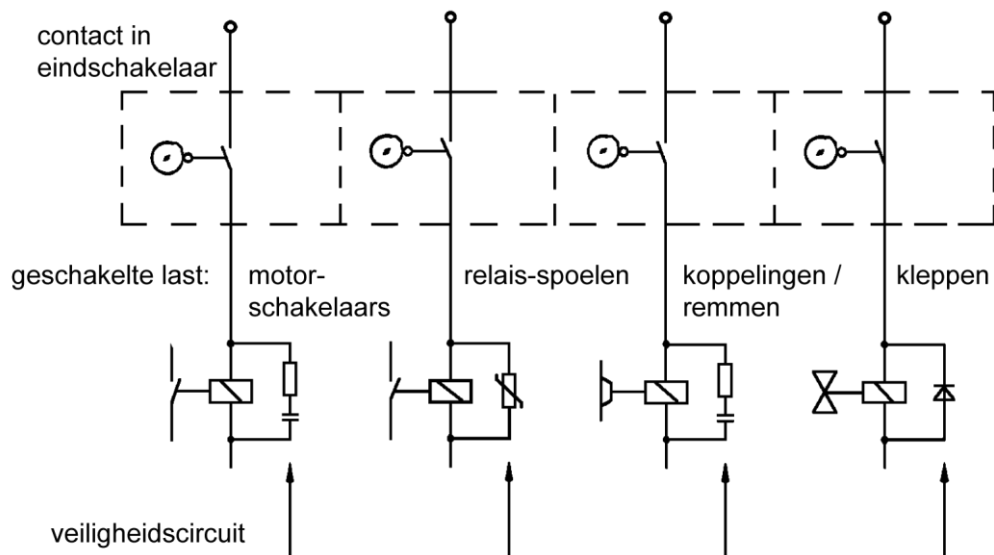 contact in
eindschakelaar
geschakelte last:
motor-
schakelaars
relais-spoelen
koppelingen /
remmen
kleppen
veiligheidscircuit